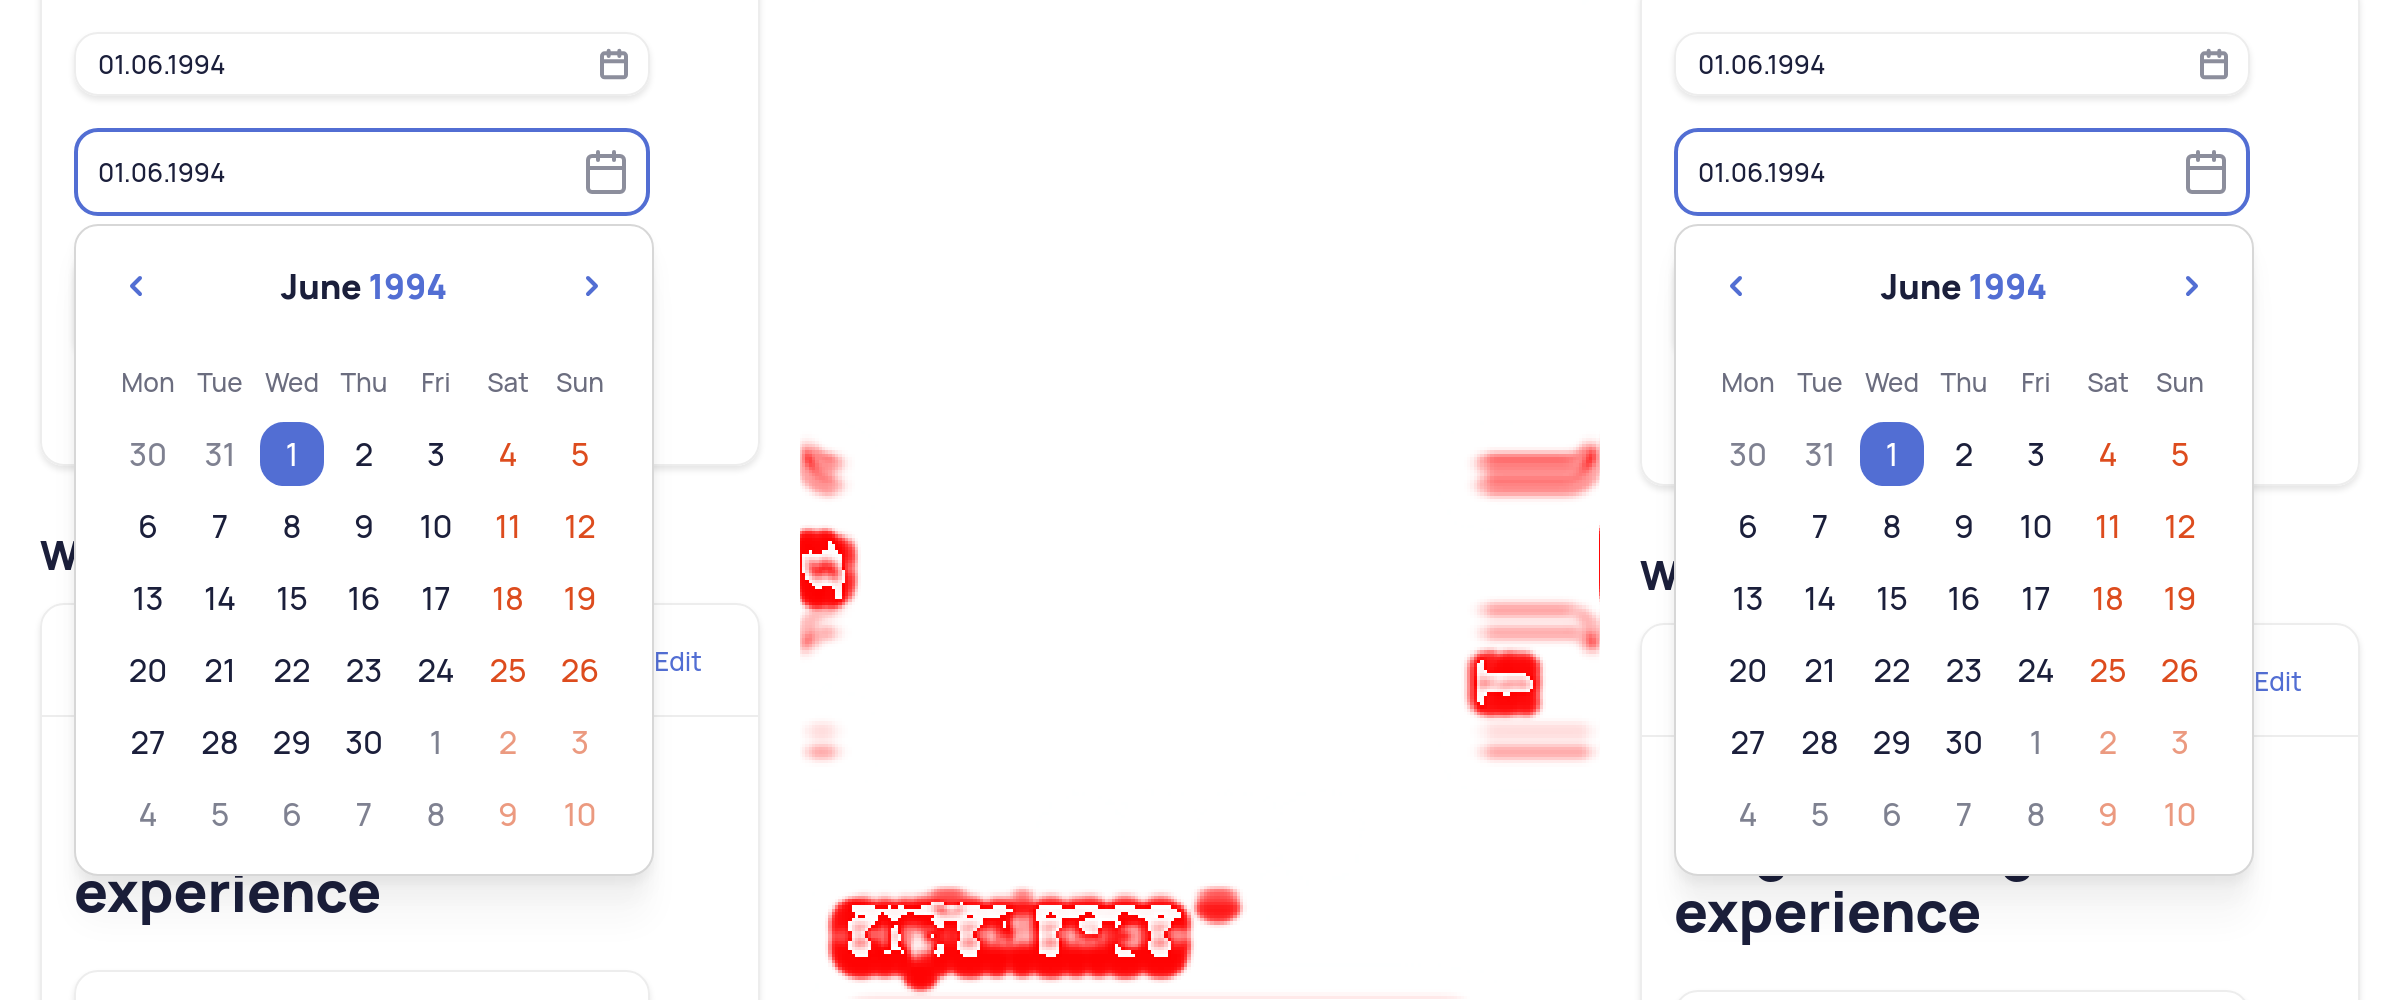 01.06.1994
01.06.1994
June 1994
Mon Tue Wed Thu Fri Sat Sun
30 31 1 2 3 4 5
6 7 8 9 10 11 12
13 14 15 16 17 18 19
20 21 22 23 24 25 26
27 28 29 30 1 2 3
4 5 6 7 8 9 10
W
Edit
experience
01.06.1994
01.06.1994
June 1994
Mon Tue Wed Thu Fri Sat Sun
30 31 1 2 3 4 5
6 7 8 9 10 11 12
13 14 15 16 17 18 19
20 21 22 23 24 25 26
27 28 29 30 1 2 3
4 5 6 7 8 9 10
W
Edit
experience